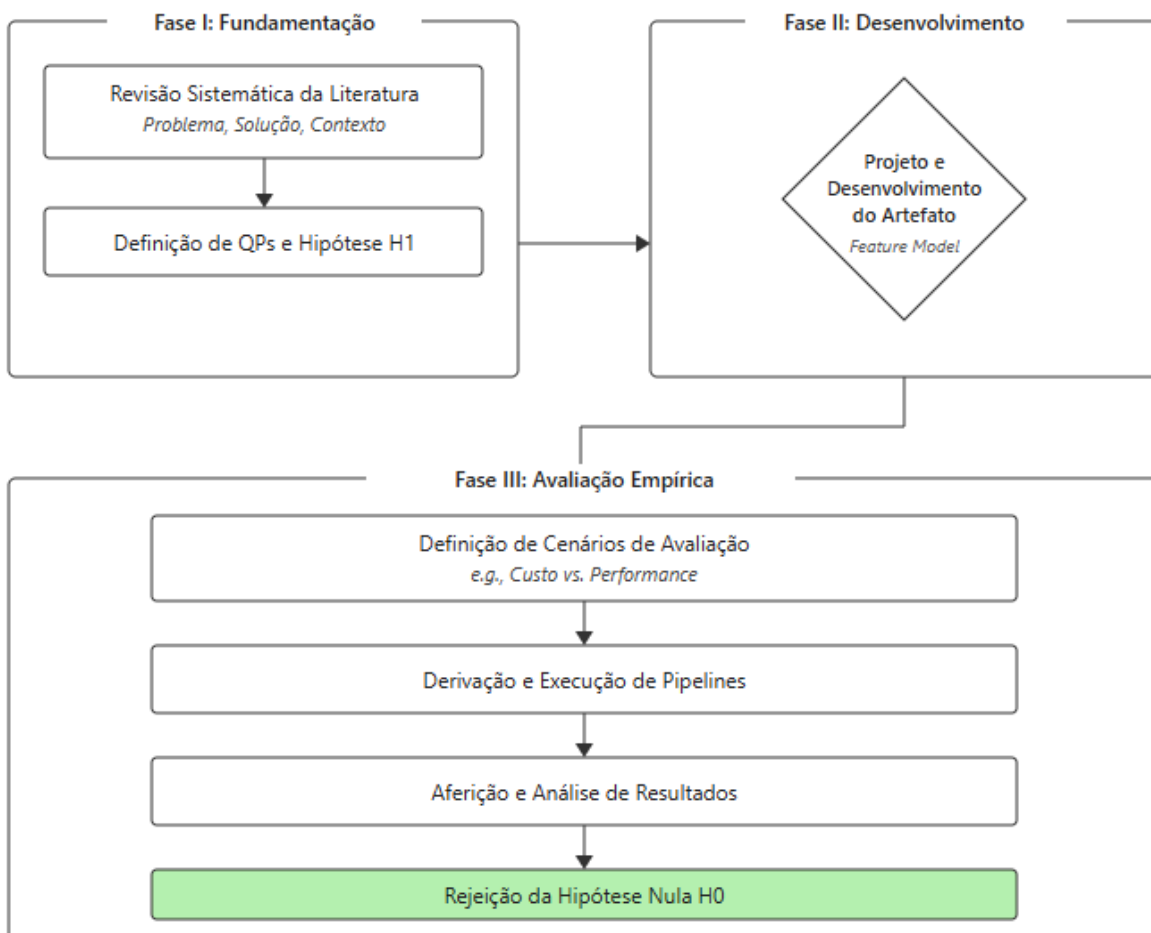 Fase I: Fundamentação
Revisão Sistemática da Literatura
Problema, Solução, Contexto
Definição de QPs e Hipótese H1
Fase II: Desenvolvimento
Projeto e
Desenvolvimento
do Artefato
Feature Model
Fase III: Avaliação Empírica
Definição de Cenários de Avaliação
e.g., Custo vs. Performance
Derivação e Execução de Pipelines
Aferição e Análise de Resultados
Rejeição da Hipótese Nula H0